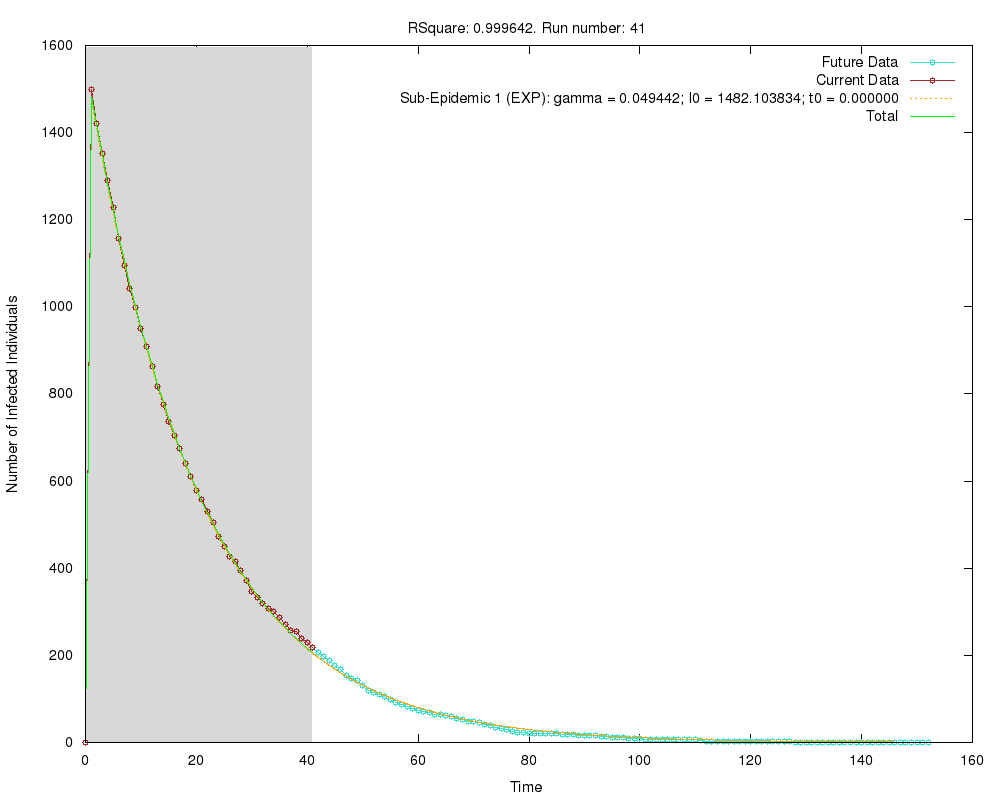 RSquare: 0.999642. Run number: 41
Future Data
Current Data
Sub-Epidemic 1 (EXP): gamma = 0.049442; I0 = 1482.103834; t0 = 0.000000
Total
1600
1400
1200
1000
800
600
400
200
0
Number of Infected Individuals
0 20 40 60 80 100 120 140 160
Time